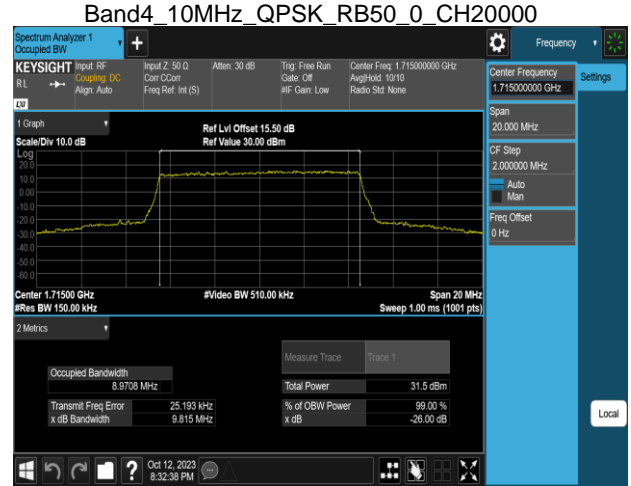 Band4_10MHz_QPSK_RB50_0_CH20000
Spectrum Analyzer 1
Occupied BW
+
Frequency
KEYSIGHT
Input: RF
Coupling: DC
Align: Auto
Input Z: 50 Ω
Corr CCorr
Freq Ref: Int (S)
Atten: 30 dB
Trig: Free Run
Gate: Off
#IF Gain: Low
Center Freq: 1.715000000 GHz
Avg|Hold: 10/10
Radio Std: None
RL
LXI
Center Frequency
1.715000000 GHz
Settings
Span
20.000 MHz
CF Step
2.000000 MHz
Auto
Man
Freq Offset
0 Hz
1 Graph
Scale/Div 10.0 dB
Ref Lvl Offset 15.50 dB
Ref Value 30.00 dBm
Log
20.0
10.0
0.00
-10.0
-20.0
-30.0
-40.0
-50.0
-60.0
Center 1.71500 GHz
#Video BW 510.00 kHz
Span 20 MHz
#Res BW 150.00 kHz
Sweep 1.00 ms (1001 pts)
2 Metrics
Measure Trace
Trace 1
Occupied Bandwidth
8.9708 MHz
Total Power
31.5 dBm
Transmit Freq Error
25.193 kHz
% of OBW Power
99.00 %
x dB Bandwidth
9.815 MHz
x dB
-26.00 dB
Local
?
Oct 12, 2023
8:32:38 PM